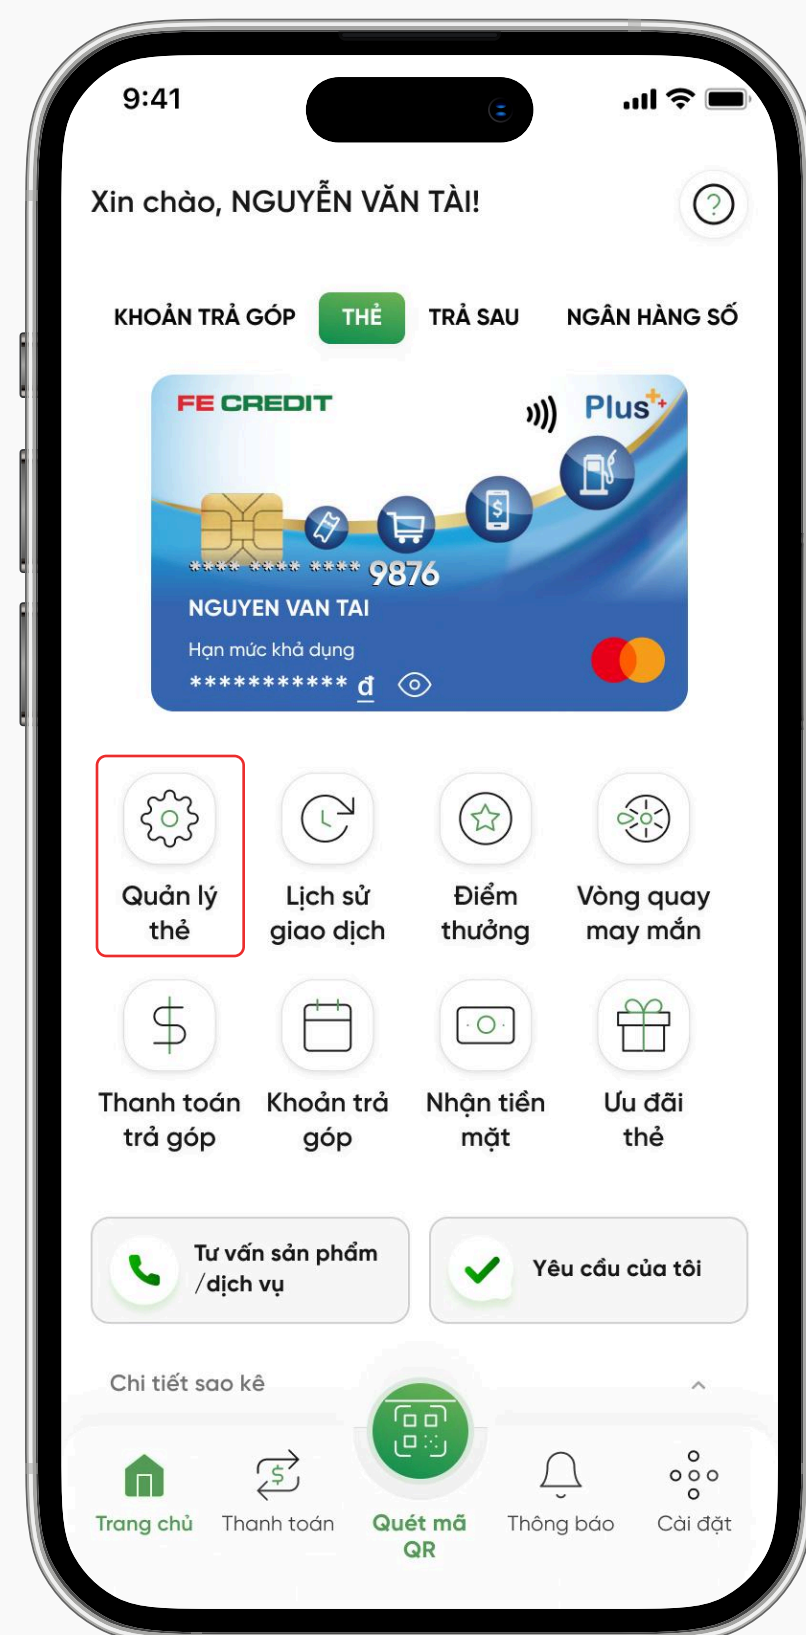 9:41
Xin chào, NGUYỄN VĂN TÀI!
KHOẢN TRẢ GÓP THẺ TRẢ SAU NGÂN HÀNG SỐ
FE CREDIT Plus
**** **** **** 9876
NGUYEN VAN TAI
Hạn mức khả dụng
*********** đ
Quản lý thẻ
Lịch sử giao dịch
Điểm thưởng
Vòng quay may mắn
Thanh toán trả góp
Khoản trả góp
Nhận tiền mặt
Ưu đãi thẻ
Tư vấn sản phẩm
/dịch vụ
Yêu cầu của tôi
Chi tiết sao kê
Trang chủ
Thanh toán
Quét mã QR
Thông báo
Cài đặt